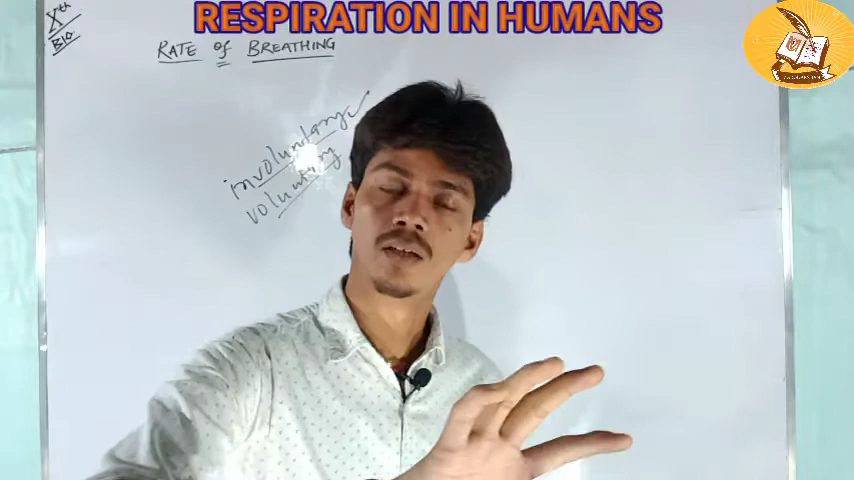 RESPIRATION IN HUMANS
Xth
BIO
RATE of BREATHING
involuntary
voluntary